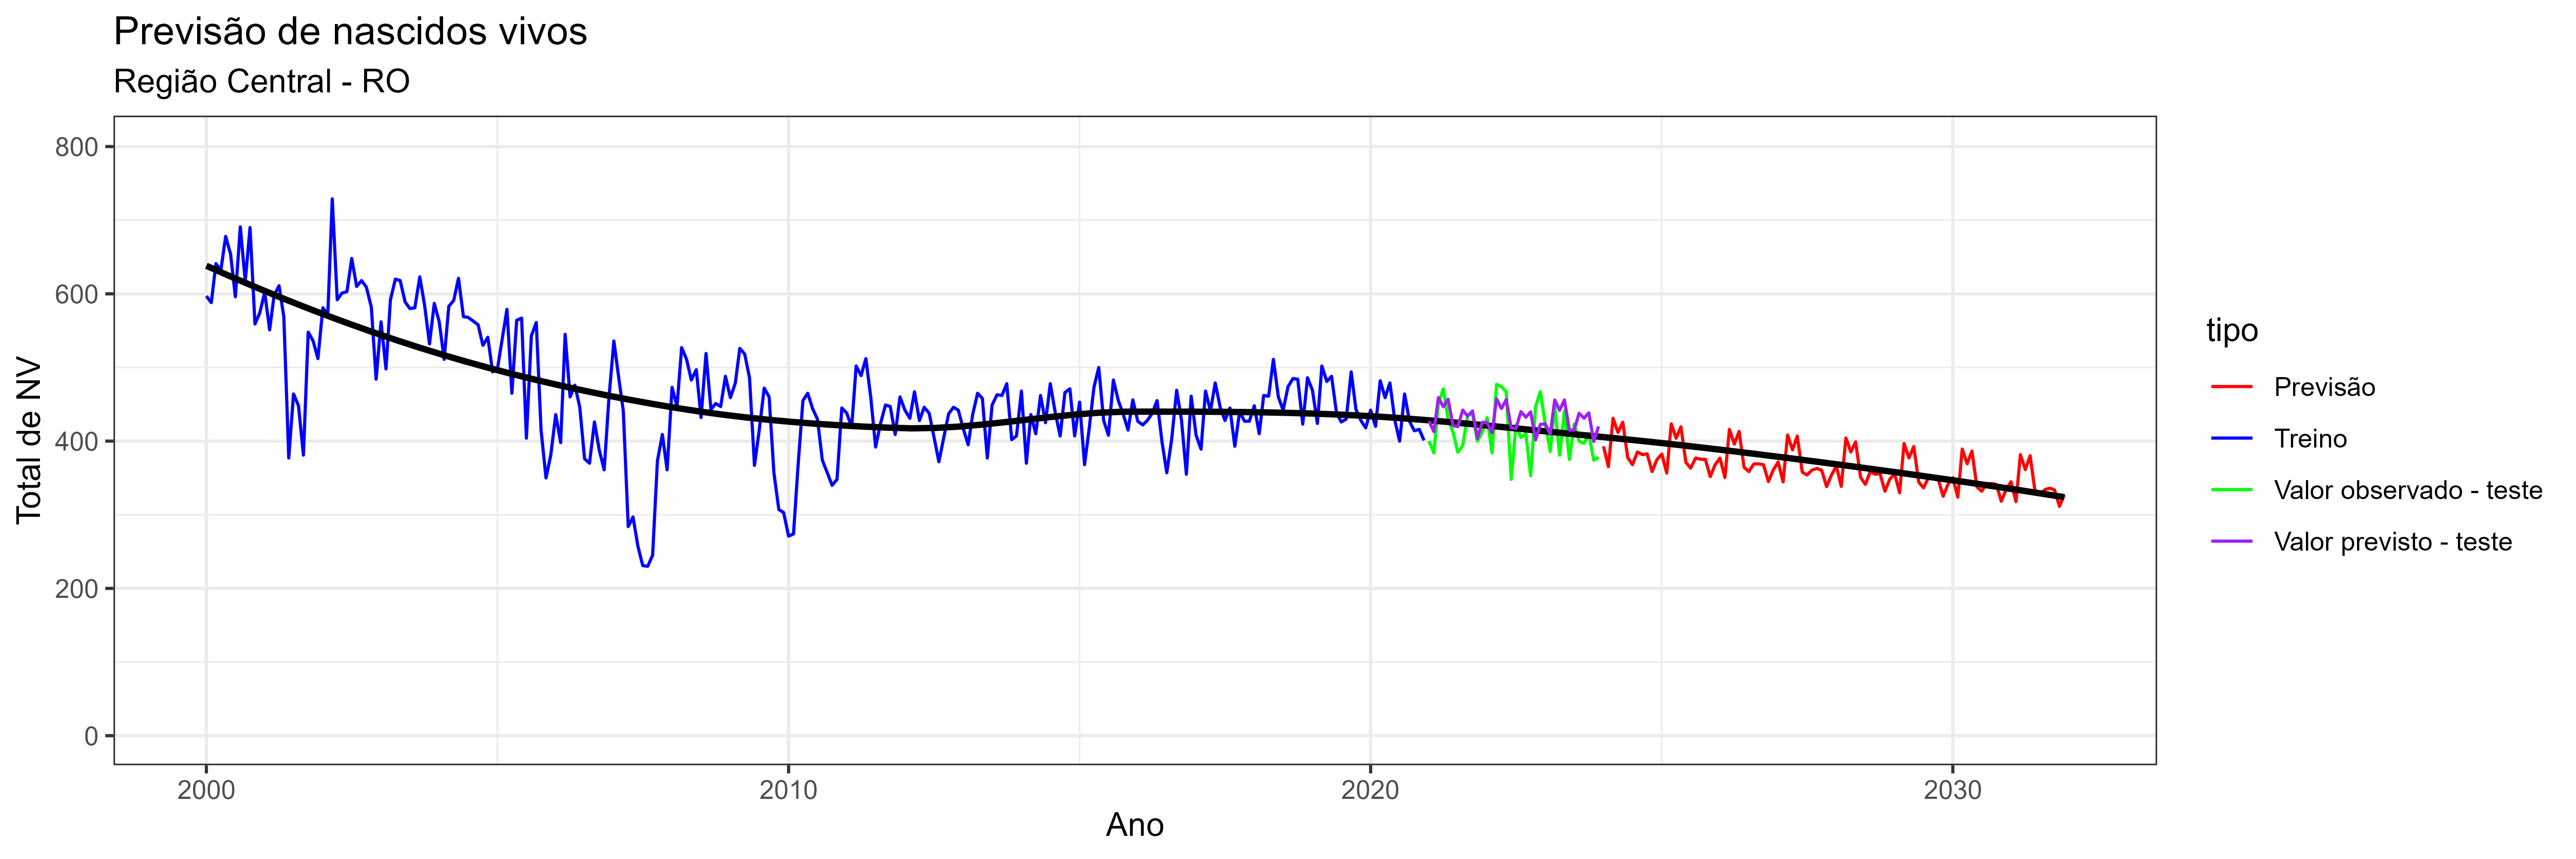 Previsão de nascidos vivos
Região Central - RO
Total de NV
800
600
400
200
0
2000
2010
2020
2030
Ano
tipo
Previsão
Treino
Valor observado - teste
Valor previsto - teste